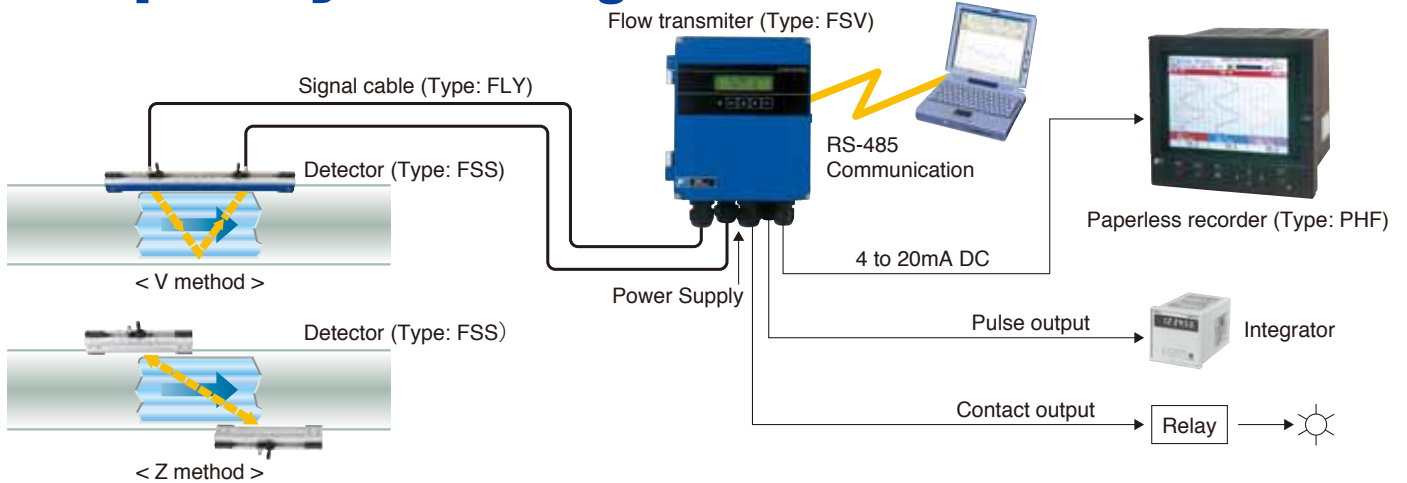 Flow transmiter (Type: FSV)
Signal cable (Type: FLY)
Detector (Type: FSS)
RS-485
Communication
Paperless recorder (Type: PHF)
< V method >
4 to 20mA DC
Power Supply
Detector (Type: FSS）
Pulse output
Integrator
Contact output
Relay
< Z method >